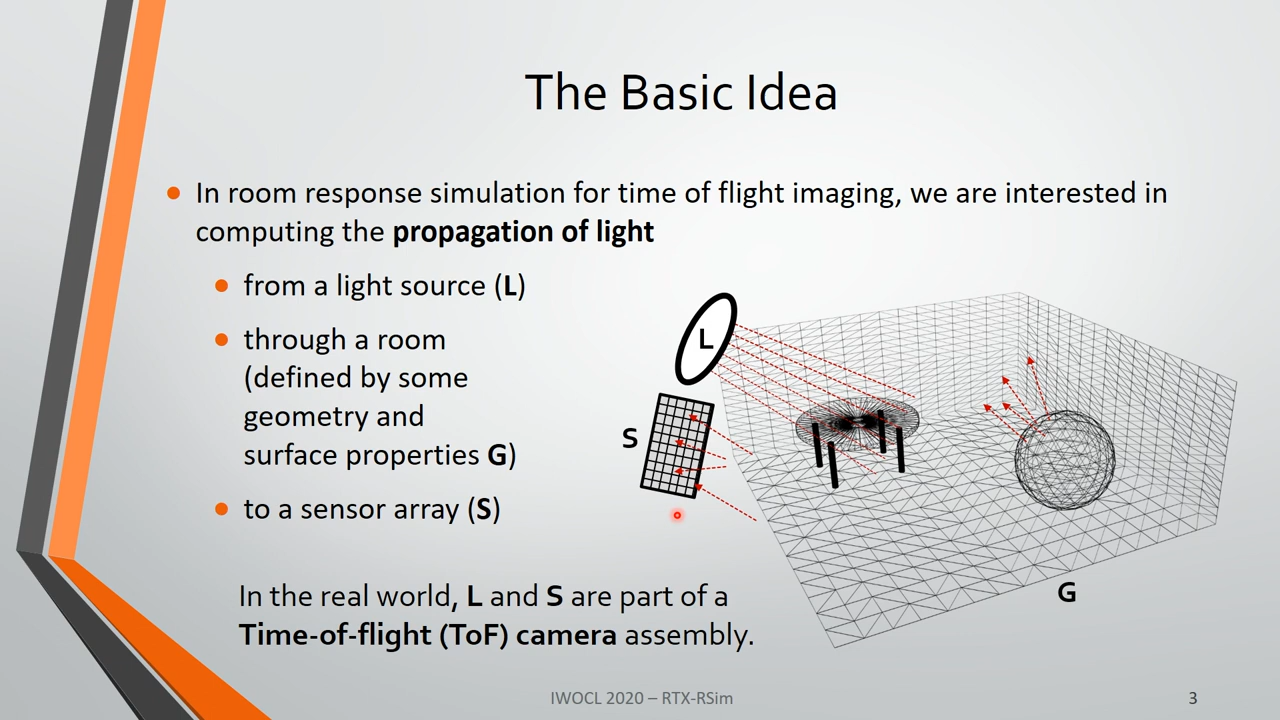 The Basic Idea
In room response simulation for time of flight imaging, we are interested in
computing the propagation of light
from a light source (L)
through a room
(defined by some
geometry and
surface properties G)
to a sensor array (S)
L
S
G
In the real world, L and S are part of a
Time-of-flight (ToF) camera assembly.
IWOCL 2020 – RTX-RSim
3